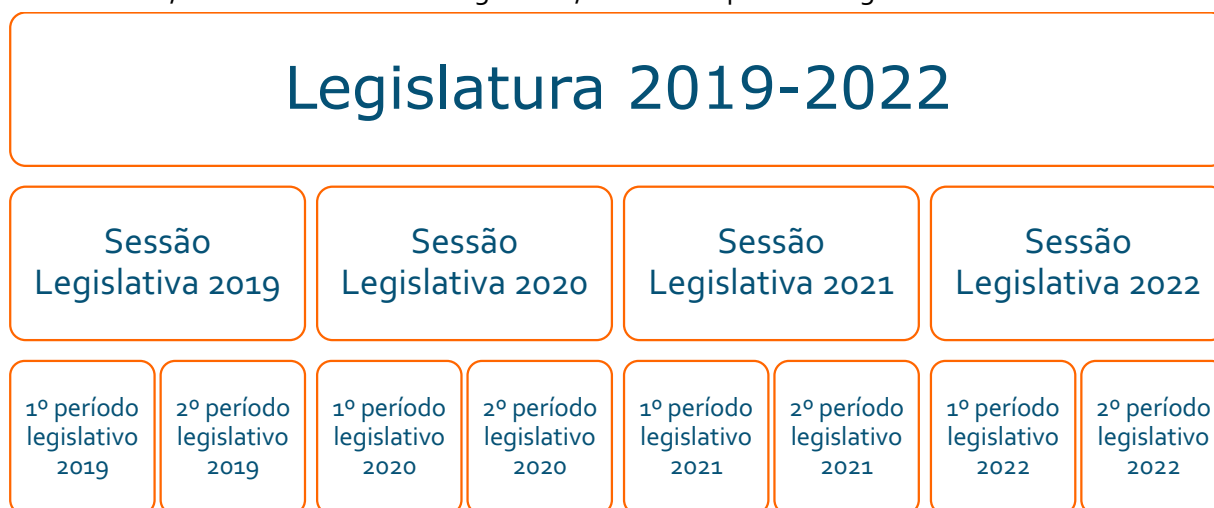 Legislatura 2019-2022
Sessão
Legislativa 2019
Sessão
Legislativa 2020
Sessão
Legislativa 2021
Sessão
Legislativa 2022
1º período
legislativo
2019
2º período
legislativo
2019
1º período
legislativo
2020
2º período
legislativo
2020
1º período
legislativo
2021
2º período
legislativo
2021
1º período
legislativo
2022
2º período
legislativo
2022